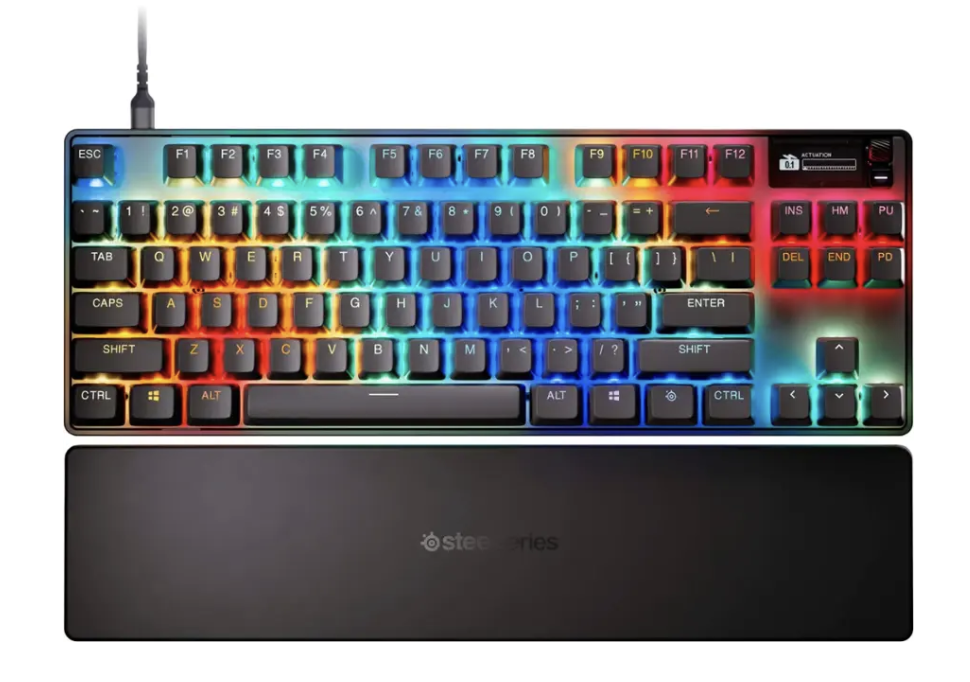 ESC F1 F2 F3 F4 F5 F6 F7 F8 F9 F10 F11 F12 0.1 ACTUATION
` ~ 1 ! 2 @ 3 # 4 $ 5 % 6 ^ 7 & 8 * 9 ( 0 ) - _ = + ← INS HM PU
TAB Q W E R T Y U I O P [ { ] } \ | DEL END PD
CAPS A S D F G H J K L ; : ' " ENTER
SHIFT Z X C V B N M , < . > / ? SHIFT ^
CTRL ALT ALT CTRL < ⌄ >
steelseries